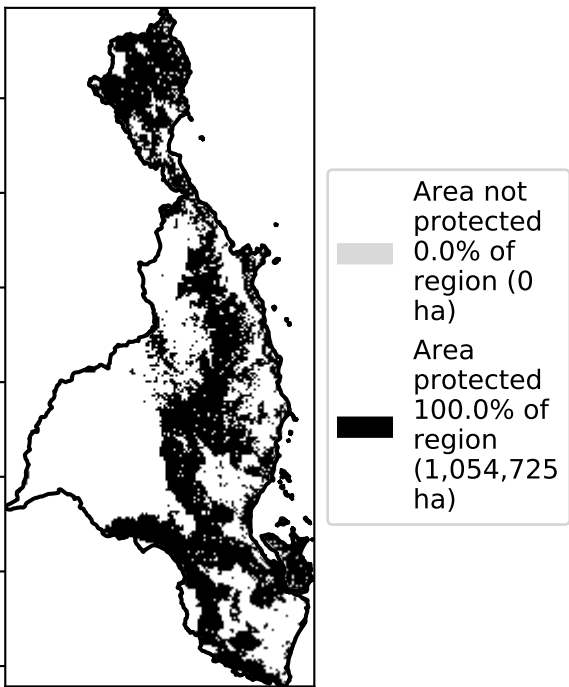 Area not
protected
0.0% of
region (0
ha)
Area
protected
100.0% of
region
(1,054,725
ha)